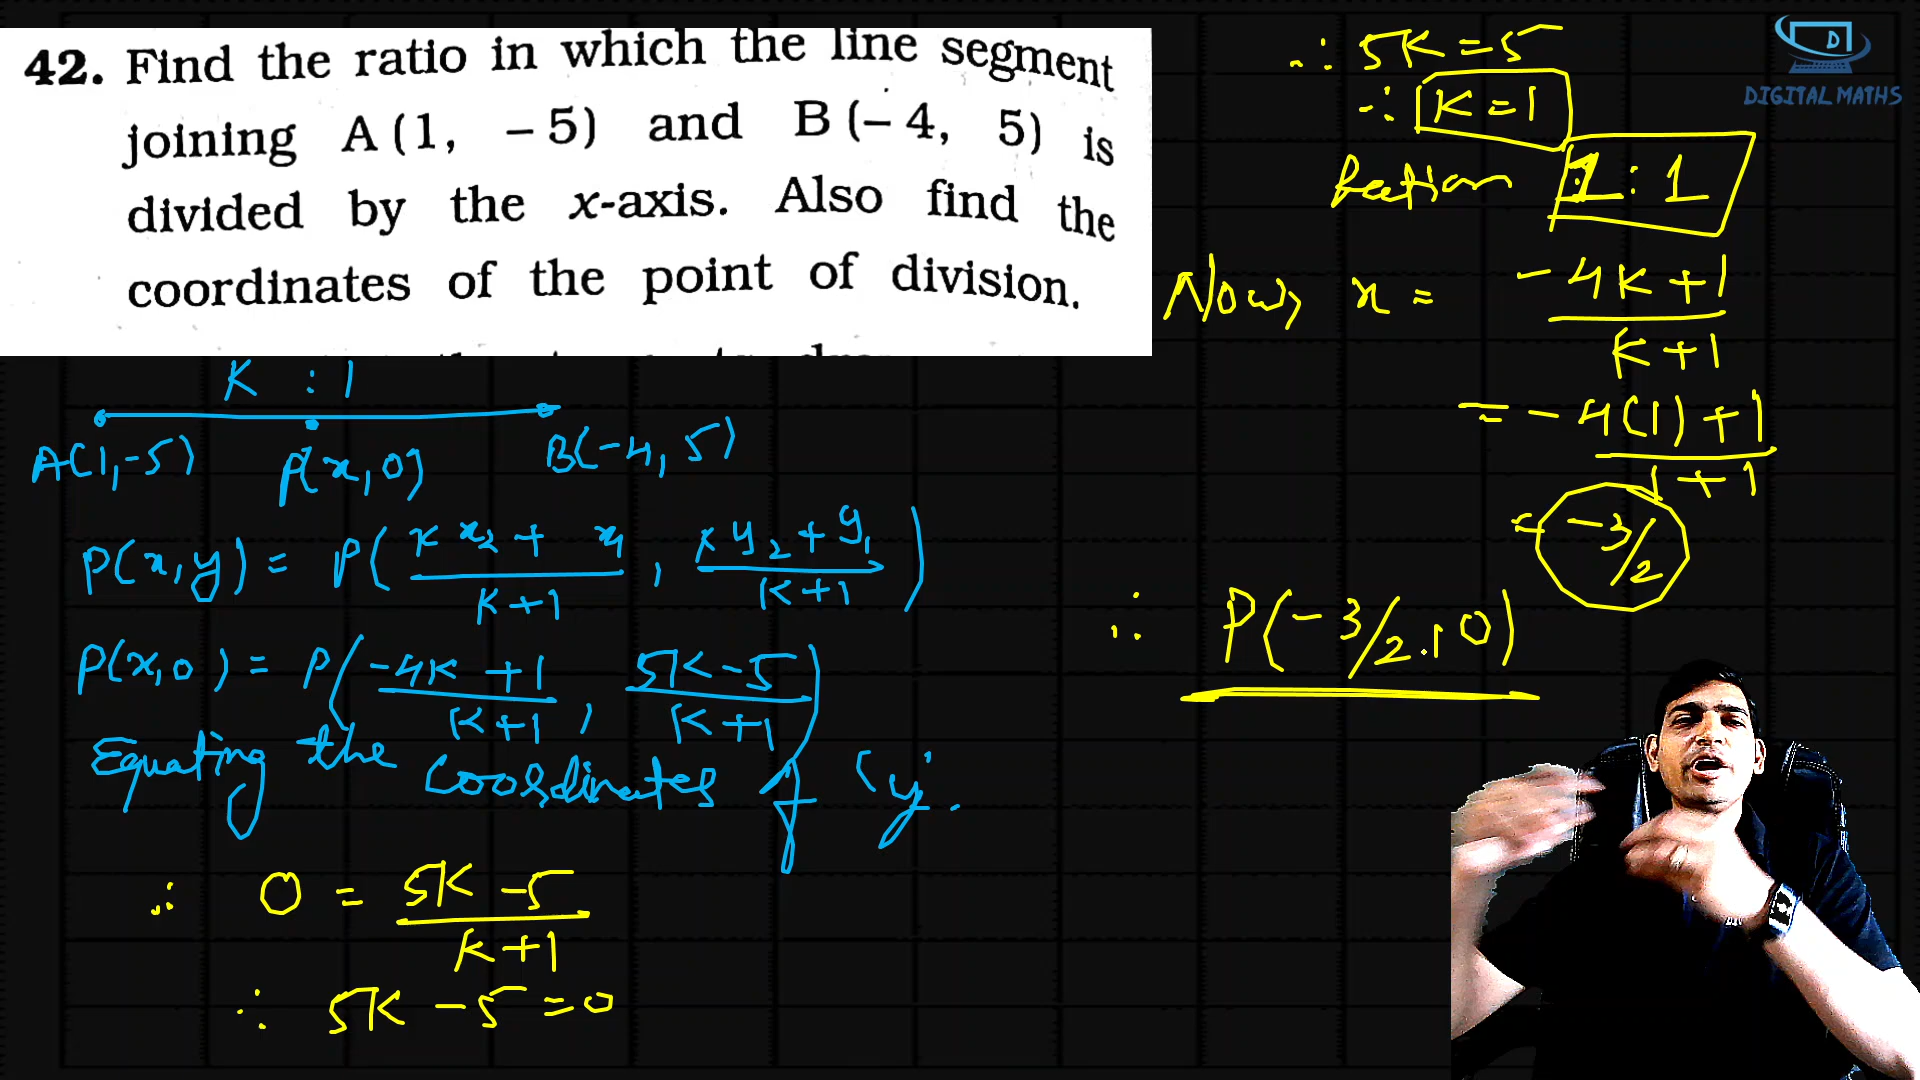 42. Find the ratio in which the line segment
joining A(1, −5) and B(−4, 5) is
divided by the x-axis. Also find the
coordinates of the point of division.
K : 1
A(1,-5) P(x,0) B(-4, 5)
P(x,y) = P( K x₂ + x₁ / K+1 , K y₂ + y₁ / K+1 )
P(x,0) = P( -4K +1 / K+1 , 5K-5 / K+1 )
Equating the coordinates of 'y'.
∴ 0 = 5K -5 / K+1
∴ 5K -5 = 0
∴ 5K = 5
∴ K = 1
1 : 1
Now, x = -4K+1 / K+1
= -4(1)+1 / 1+1
= -3/2
∴ P(-3/2, 0)
D
DIGITAL MATHS